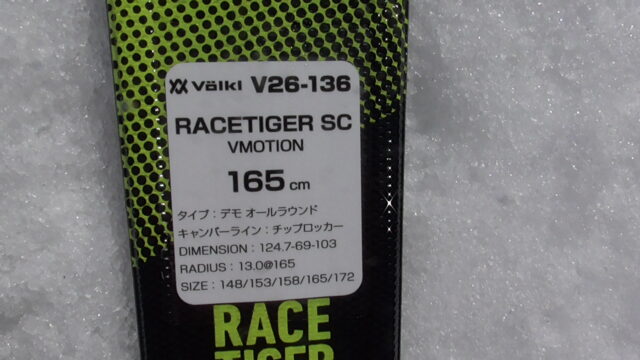 Völkl V26-136
RACETIGER SC
VMOTION
165 cm
タイプ：デモ オールラウンド
キャンバーライン：チップロッカー
DIMENSION：124.7-69-103
RADIUS：13.0@165
SIZE：148/153/158/165/172
RACE
TIGER